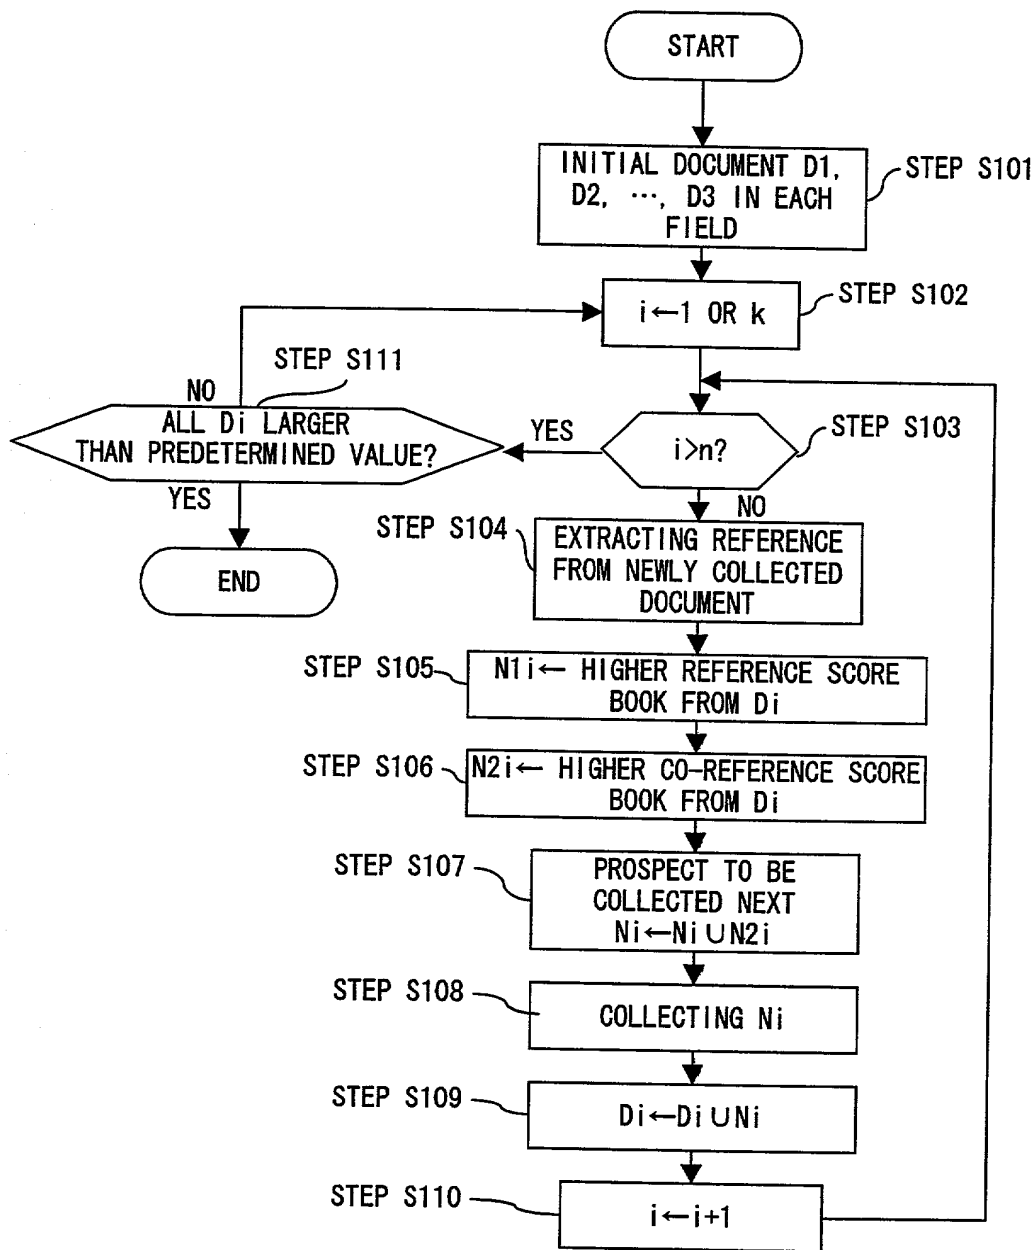 START
INITIAL DOCUMENT D1,
D2, ･･･, D3 IN EACH
FIELD
STEP S101
i←1 OR k
STEP S102
STEP S111
NO
ALL Di LARGER
THAN PREDETERMINED VALUE?
YES
YES
i>n?
STEP S103
NO
END
STEP S104
EXTRACTING REFERENCE
FROM NEWLY COLLECTED
DOCUMENT
STEP S105
N1i← HIGHER REFERENCE SCORE
BOOK FROM Di
STEP S106
N2i← HIGHER CO-REFERENCE SCORE
BOOK FROM Di
STEP S107
PROSPECT TO BE
COLLECTED NEXT
Ni←Ni∪N2i
STEP S108
COLLECTING Ni
STEP S109
Di←Di∪Ni
STEP S110
i←i+1